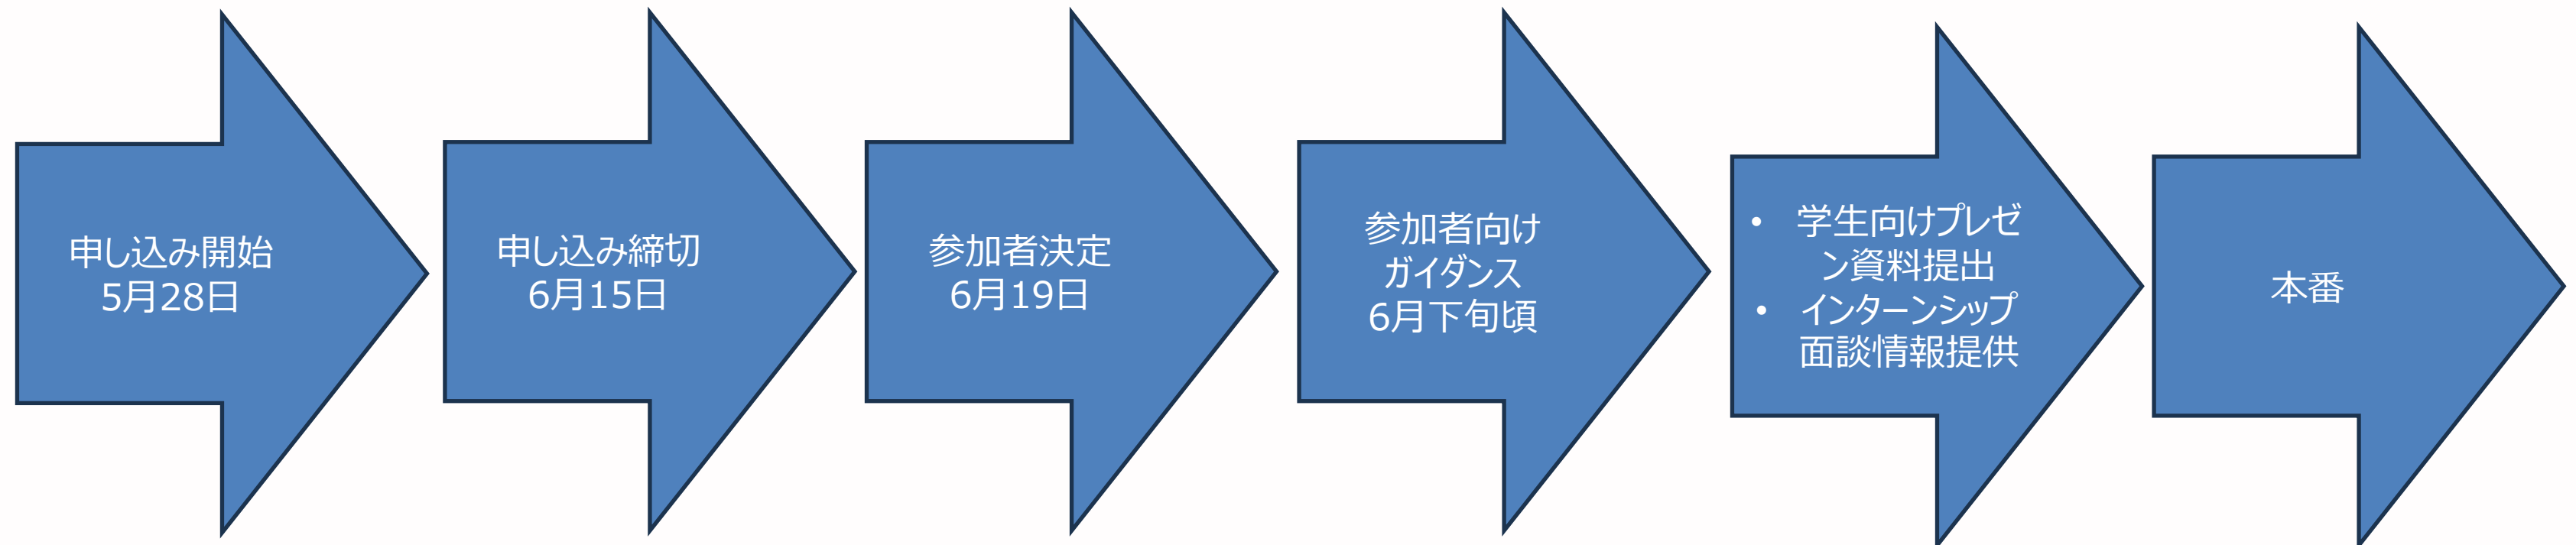 申し込み開始
5月28日
申し込み締切
6月15日
参加者決定
6月19日
参加者向け
ガイダンス
6月下旬頃
• 学生向けプレゼ
ン資料提出
• インターンシップ
面談情報提供
本番